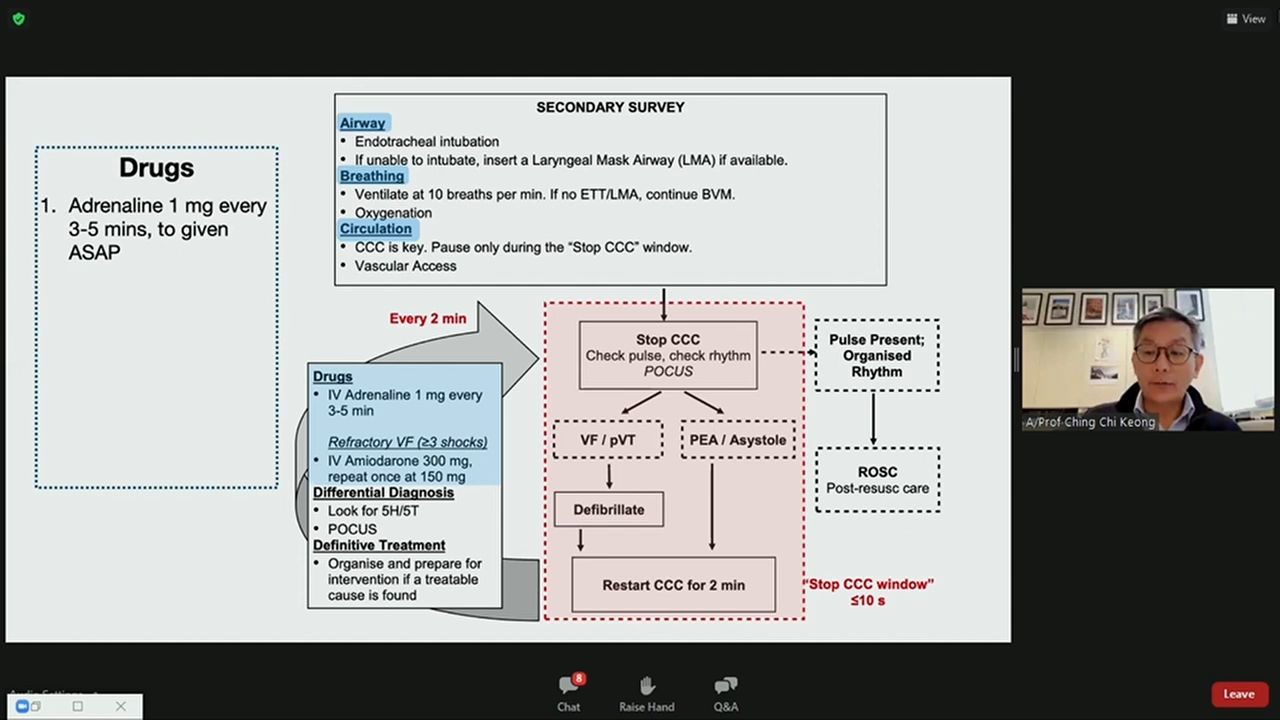 View
Drugs
1. Adrenaline 1 mg every
3-5 mins, to given
ASAP
SECONDARY SURVEY
Airway
• Endotracheal intubation
• If unable to intubate, insert a Laryngeal Mask Airway (LMA) if available.
Breathing
• Ventilate at 10 breaths per min. If no ETT/LMA, continue BVM.
• Oxygenation
Circulation
• CCC is key. Pause only during the “Stop CCC” window.
• Vascular Access
Every 2 min
Drugs
• IV Adrenaline 1 mg every
3-5 min
Refractory VF (≥3 shocks)
• IV Amiodarone 300 mg,
repeat once at 150 mg
Differential Diagnosis
• Look for 5H/5T
• POCUS
Definitive Treatment
• Organise and prepare for
intervention if a treatable
cause is found
Stop CCC
Check pulse, check rhythm
POCUS
VF / pVT
PEA / Asystole
Defibrillate
Restart CCC for 2 min
Pulse Present;
Organised
Rhythm
ROSC
Post-resusc care
“Stop CCC window”
≤10 s
A/Prof Ching Chi Keong
8
Chat
Raise Hand
Q&A
Leave